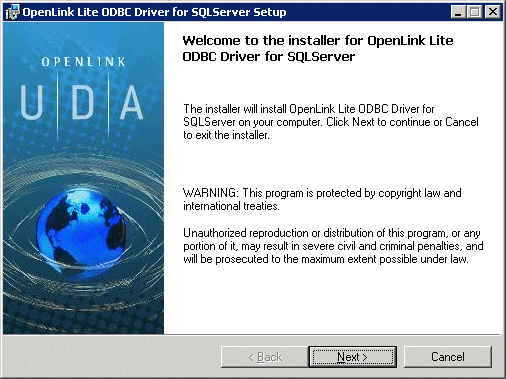 OpenLink Lite ODBC Driver for SQLServer Setup
OPENLINK
UDA
Welcome to the installer for OpenLink Lite
ODBC Driver for SQLServer
The installer will install OpenLink Lite ODBC Driver for
SQLServer on your computer. Click Next to continue or Cancel
to exit the installer.
WARNING: This program is protected by copyright law and
international treaties.
Unauthorized reproduction or distribution of this program, or any
portion of it, may result in severe civil and criminal penalties, and
will be prosecuted to the maximum extent possible under law.
< Back
Next >
Cancel